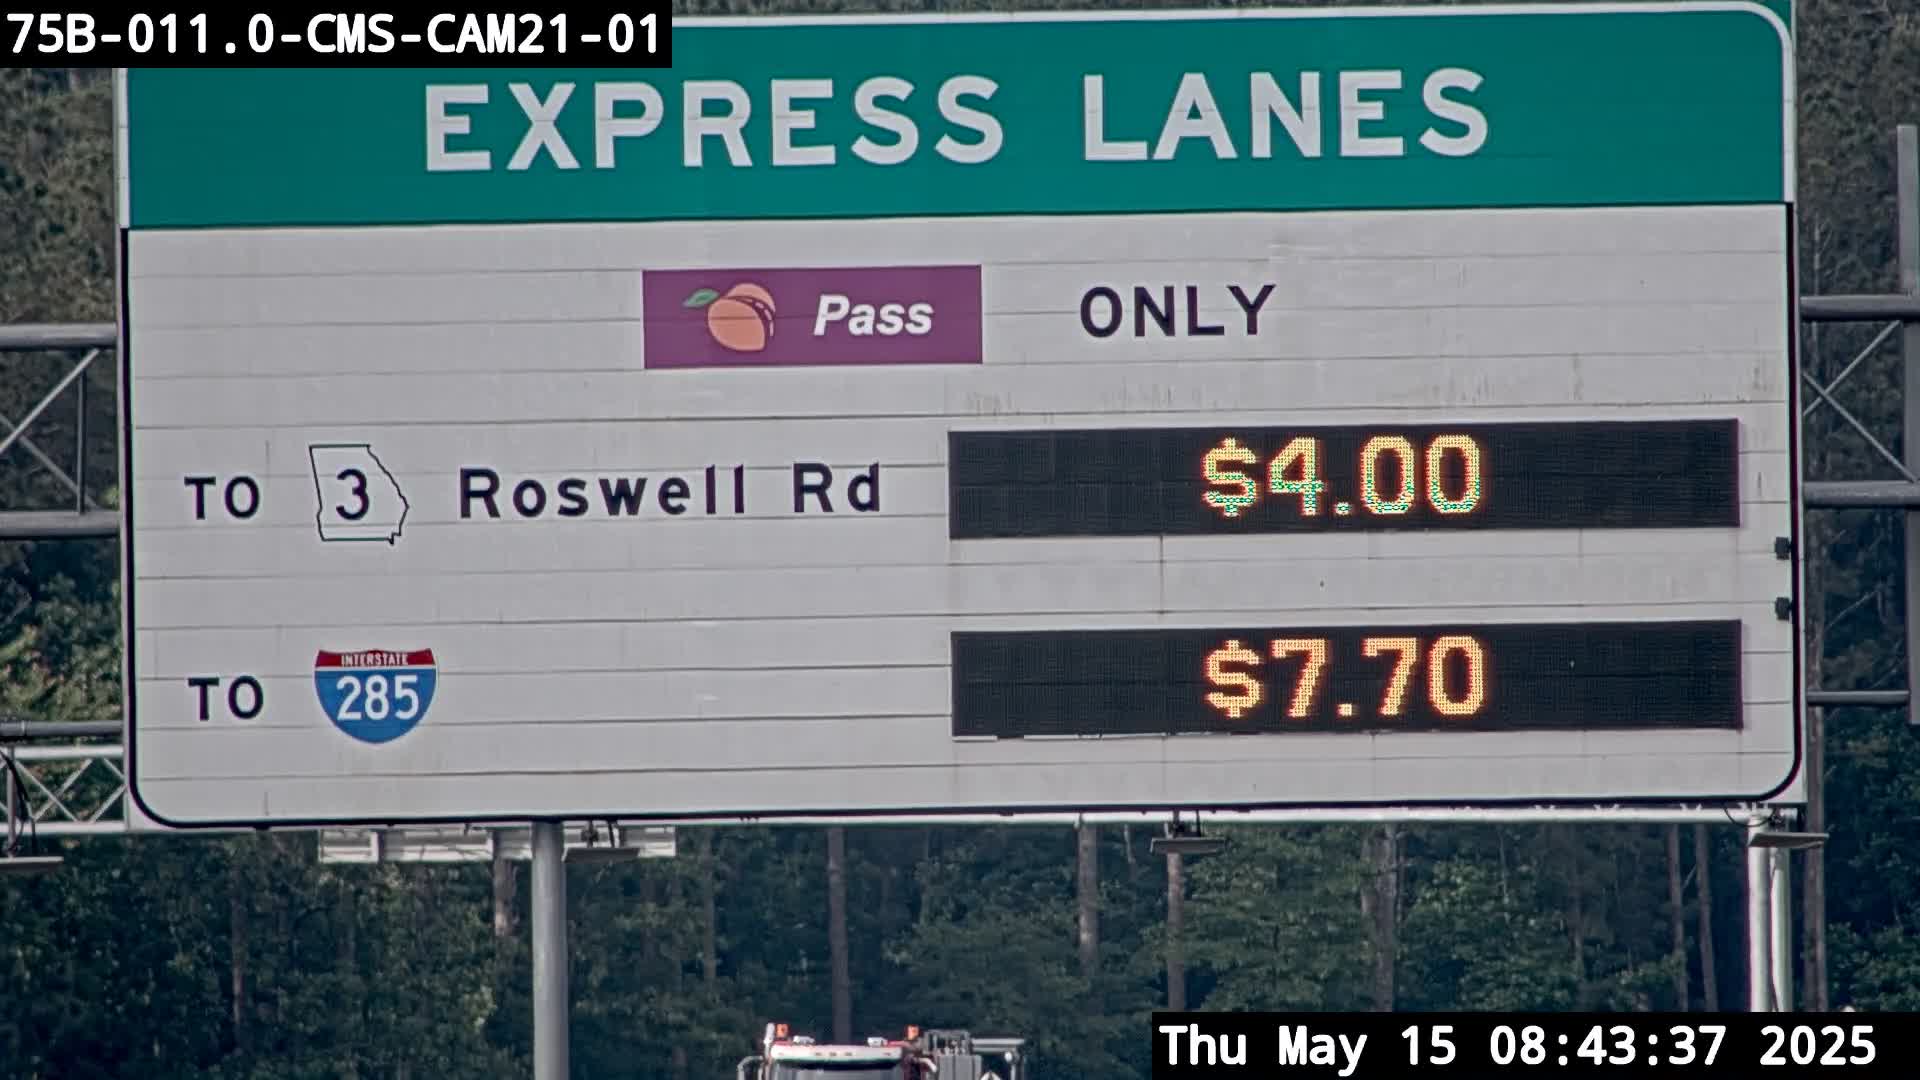 75B-011.0-CMS-CAM21-01
EXPRESS LANES
Pass ONLY
TO 3 Roswell Rd $4.00
TO INTERSTATE 285 $7.70
Thu May 15 08:43:37 2025